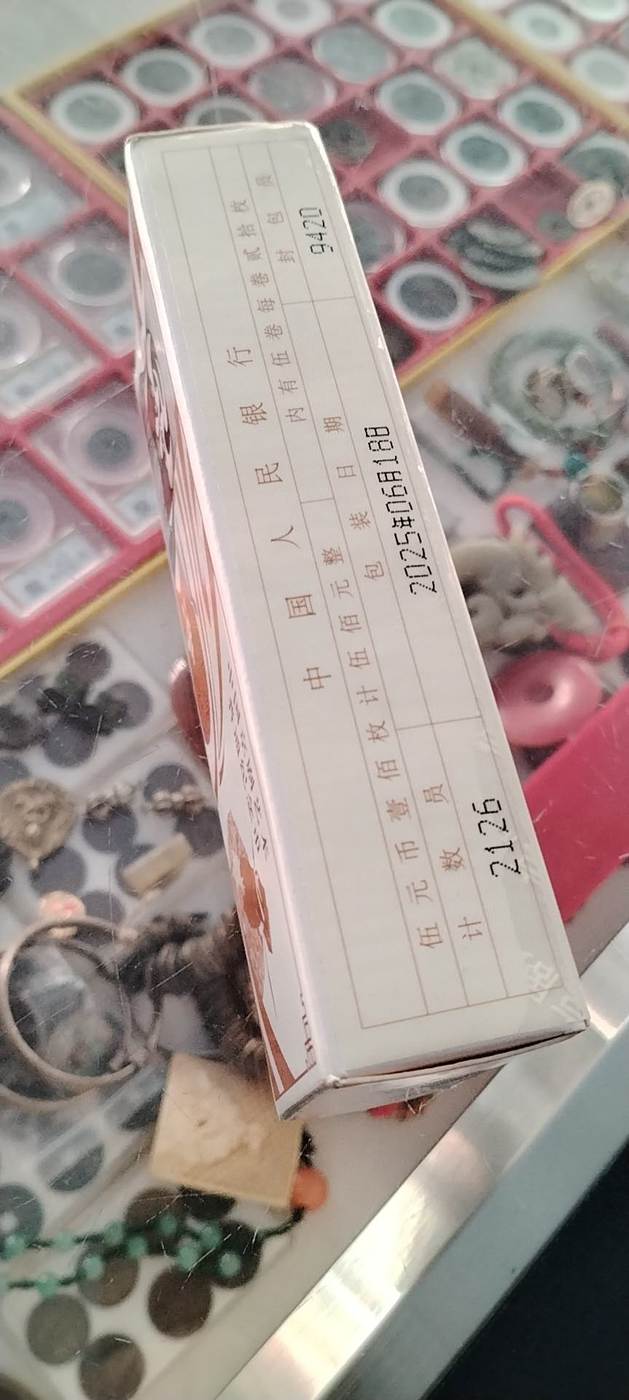 中国人民银行
内有伍卷每卷贰拾枚
伍元币壹佰枚计伍佰元整
计数员
包装日期
封包员
2126
2025年06月18日
9420